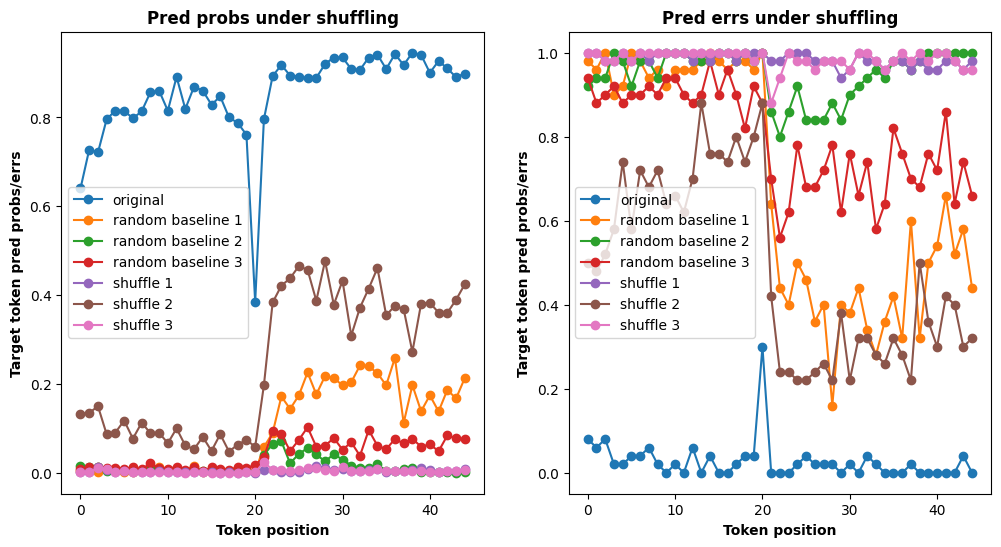 Pred probs under shuffling
Target token pred probs/errs
0.8
0.6
0.4
0.2
0.0
original
random baseline 1
random baseline 2
random baseline 3
shuffle 1
shuffle 2
shuffle 3
0 10 20 30 40
Token position
Pred errs under shuffling
Target token pred probs/errs
1.0
0.8
0.6
0.4
0.2
0.0
original
random baseline 1
random baseline 2
random baseline 3
shuffle 1
shuffle 2
shuffle 3
0 10 20 30 40
Token position